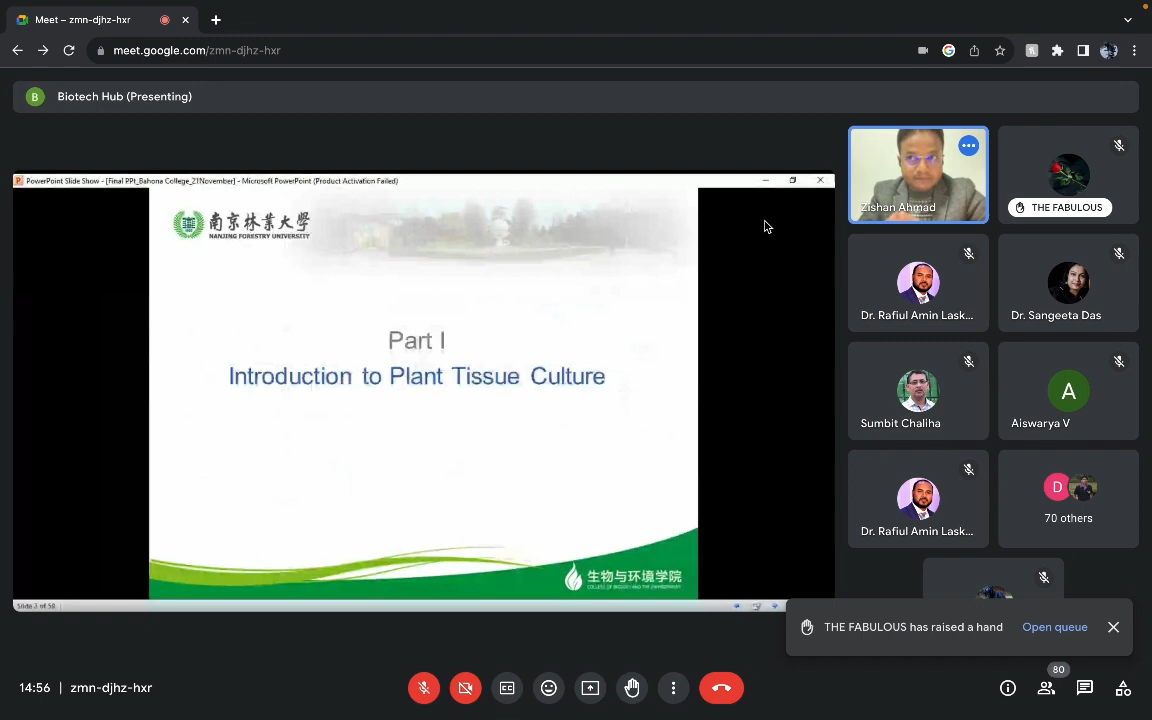 Meet – zmn-djhz-hxr
meet.google.com/zmn-djhz-hxr
B
Biotech Hub (Presenting)
PowerPoint Slide Show - [Final PPt_Bahona College_21November] - Microsoft PowerPoint (Product Activation Failed)
南京林業大學
NANJING FORESTRY UNIVERSITY
Part I
Introduction to Plant Tissue Culture
生物与环境学院
COLLEGE OF BIOLOGY AND THE ENVIRONMENT
Slide 3 of 58
Zishan Ahmad
THE FABULOUS
Dr. Rafiul Amin Lask...
Dr. Sangeeta Das
Sumbit Chaliha
A
Aiswarya V
Dr. Rafiul Amin Lask...
D
70 others
THE FABULOUS has raised a hand
Open queue
14:56 | zmn-djhz-hxr
CC
80